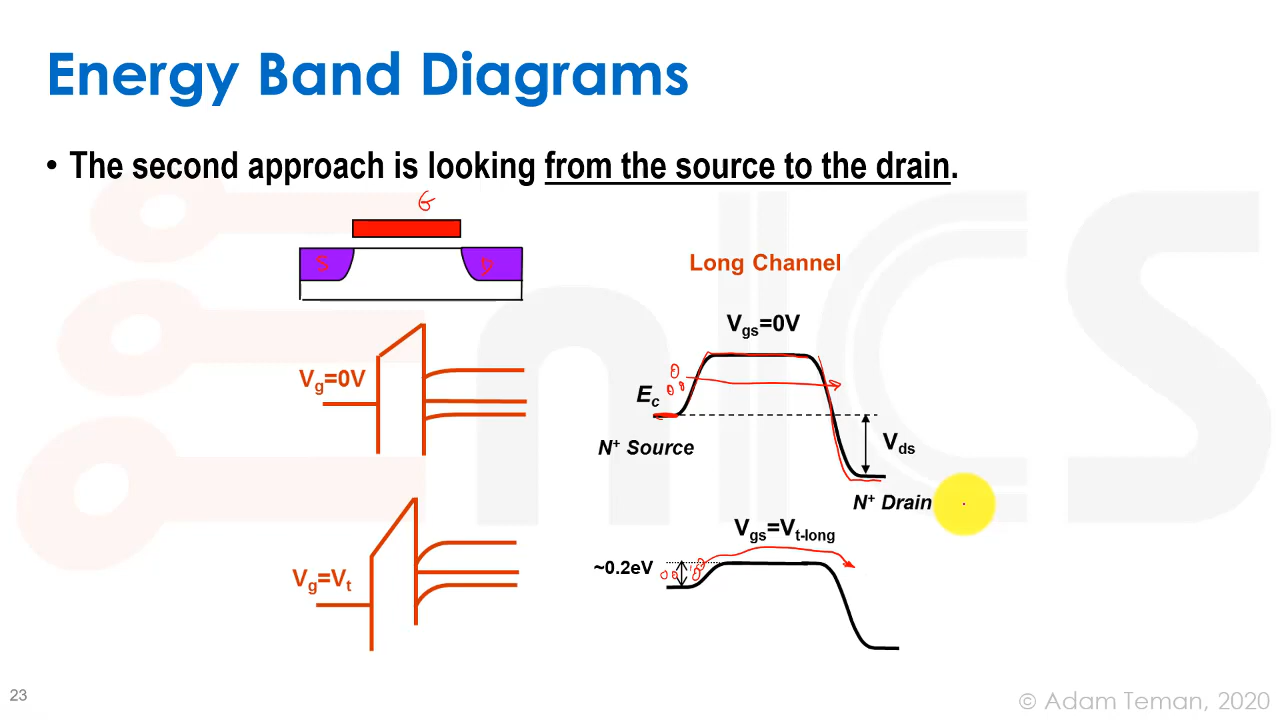 Energy Band Diagrams
• The second approach is looking from the source to the drain.
G
S
D
Long Channel
Vgs=0V
Vg=0V
Ec
N+ Source
Vds
N+ Drain
Vgs=Vt-long
~0.2eV
Vg=Vt
nICS
23
© Adam Teman, 2020